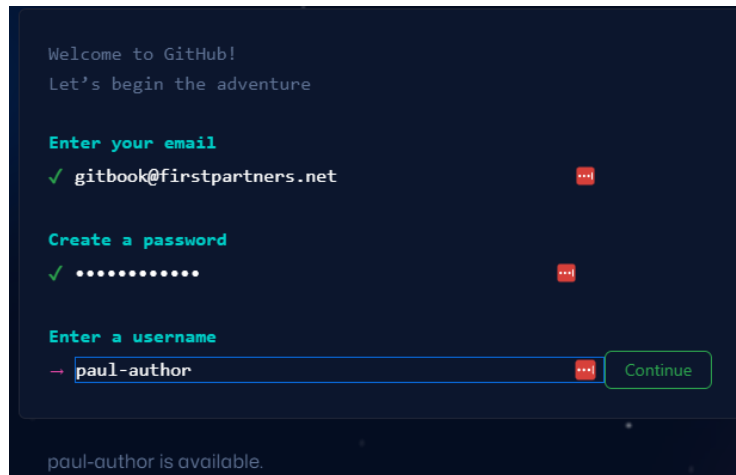 Welcome to GitHub!
Let’s begin the adventure
Enter your email
✓ gitbook@firstpartners.net
Create a password
✓ ••••••••••••
Enter a username
→ paul-author
Continue
paul-author is available.